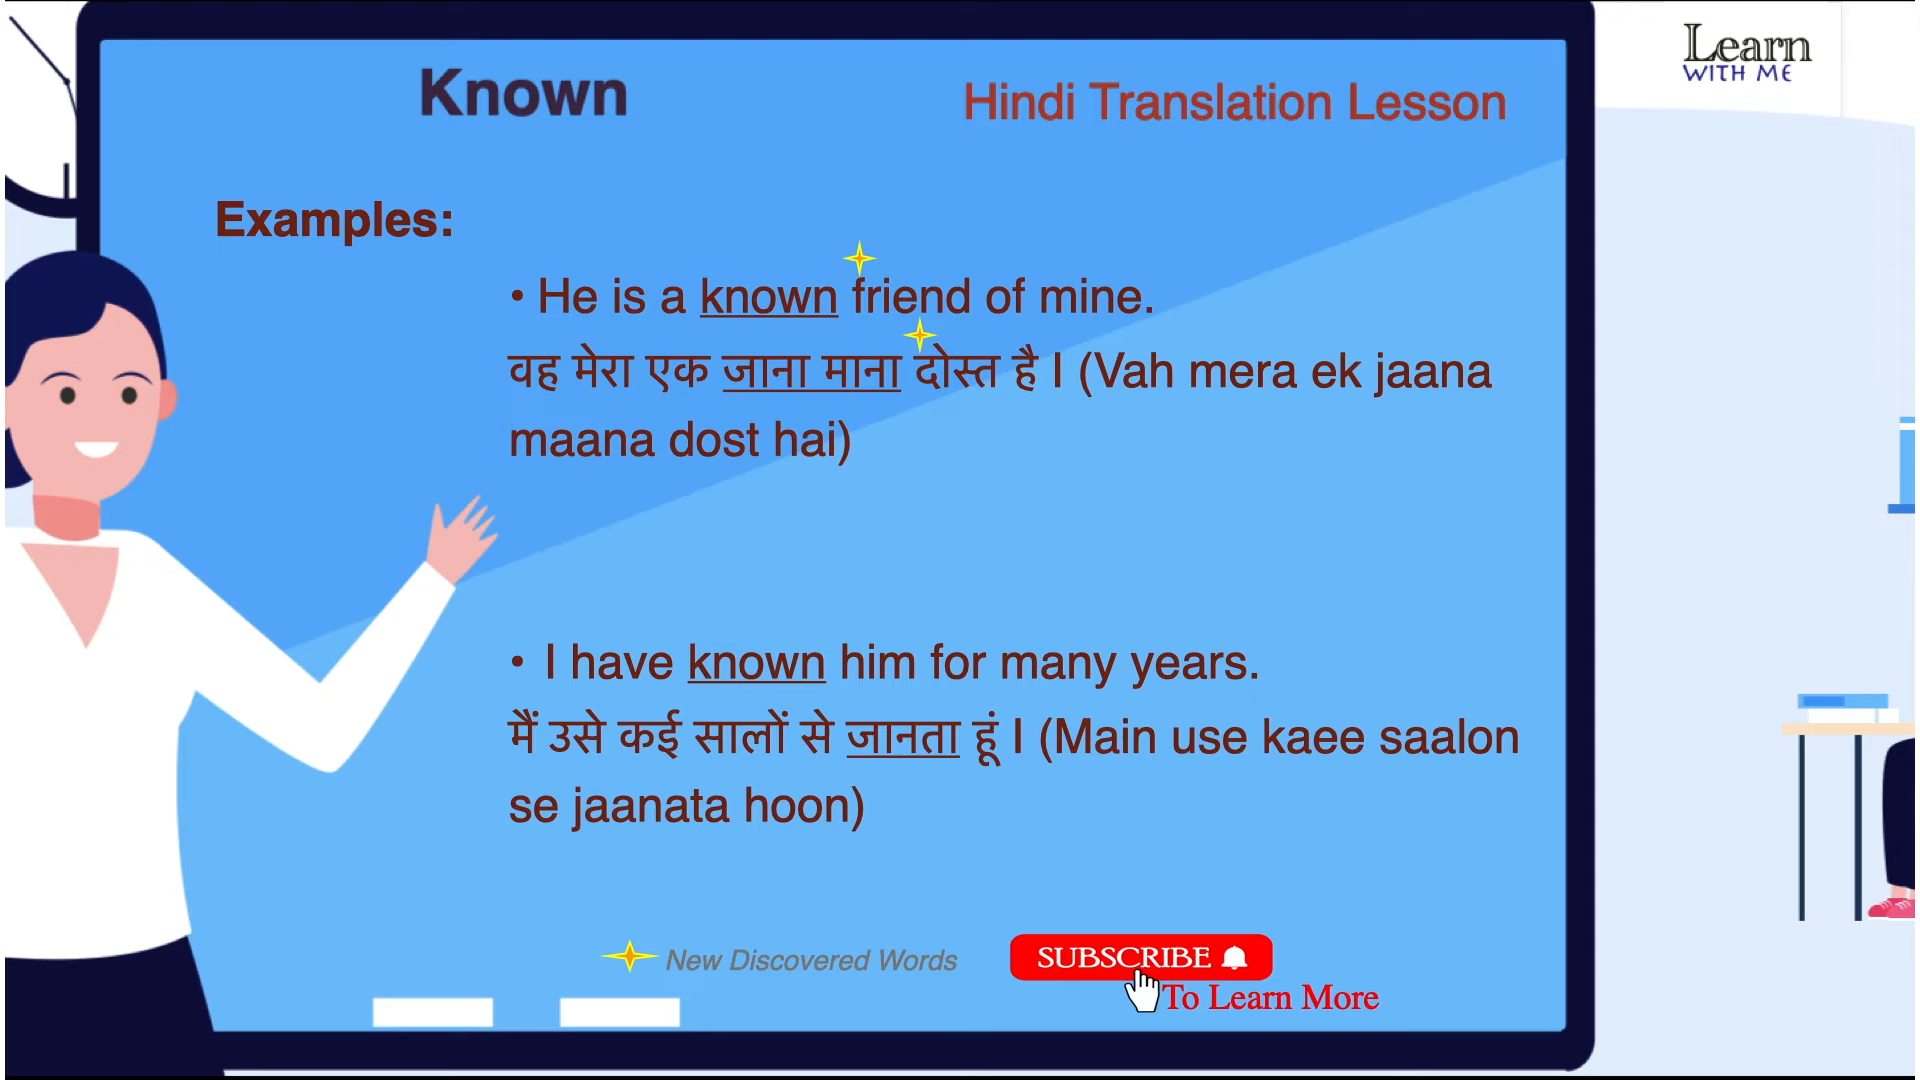 Learn
WITH ME
Known
Hindi Translation Lesson
Examples:
• He is a known friend of mine.
वह मेरा एक जाना माना दोस्त है I (Vah mera ek jaana
maana dost hai)
• I have known him for many years.
मैं उसे कई सालों से जानता हूं I (Main use kaee saalon
se jaanata hoon)
New Discovered Words
SUBSCRIBE
To Learn More